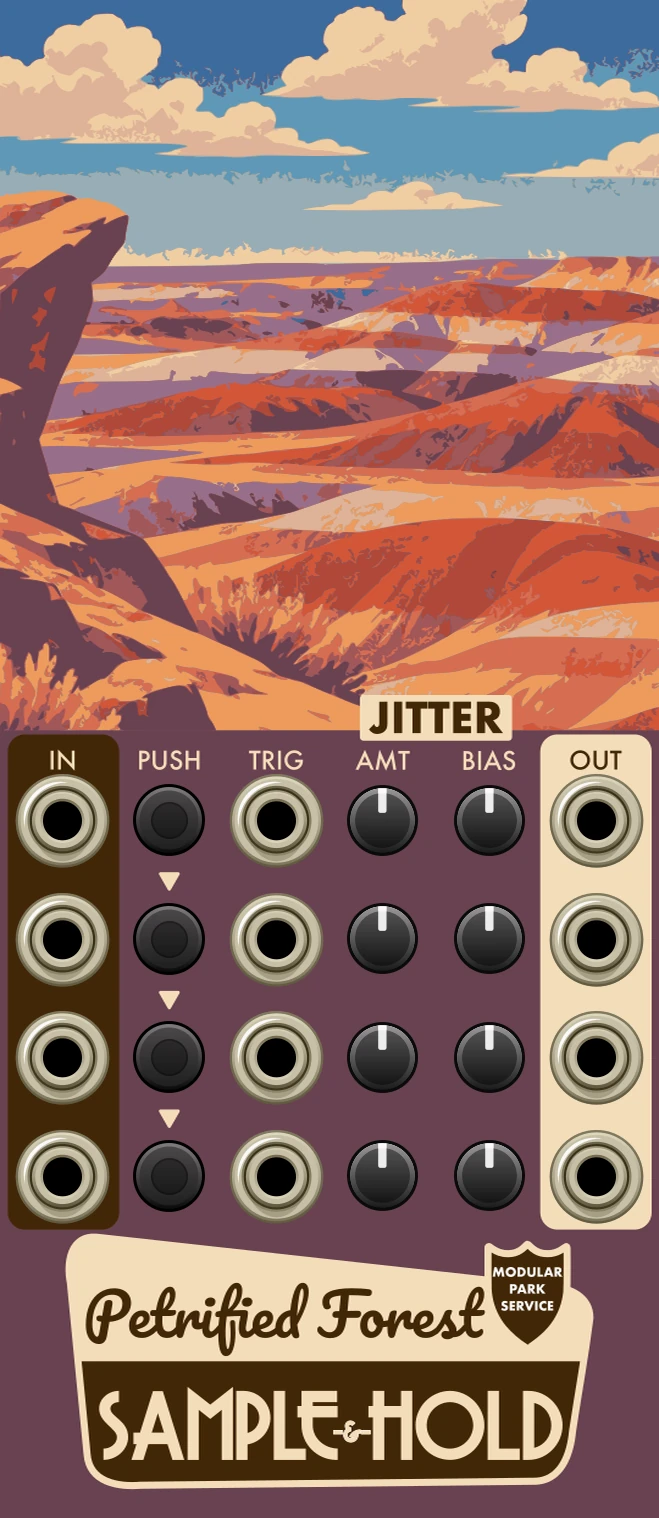 JITTER
IN PUSH TRIG AMT BIAS OUT
MODULAR
PARK
SERVICE
Petrified Forest
SAMPLE & HOLD